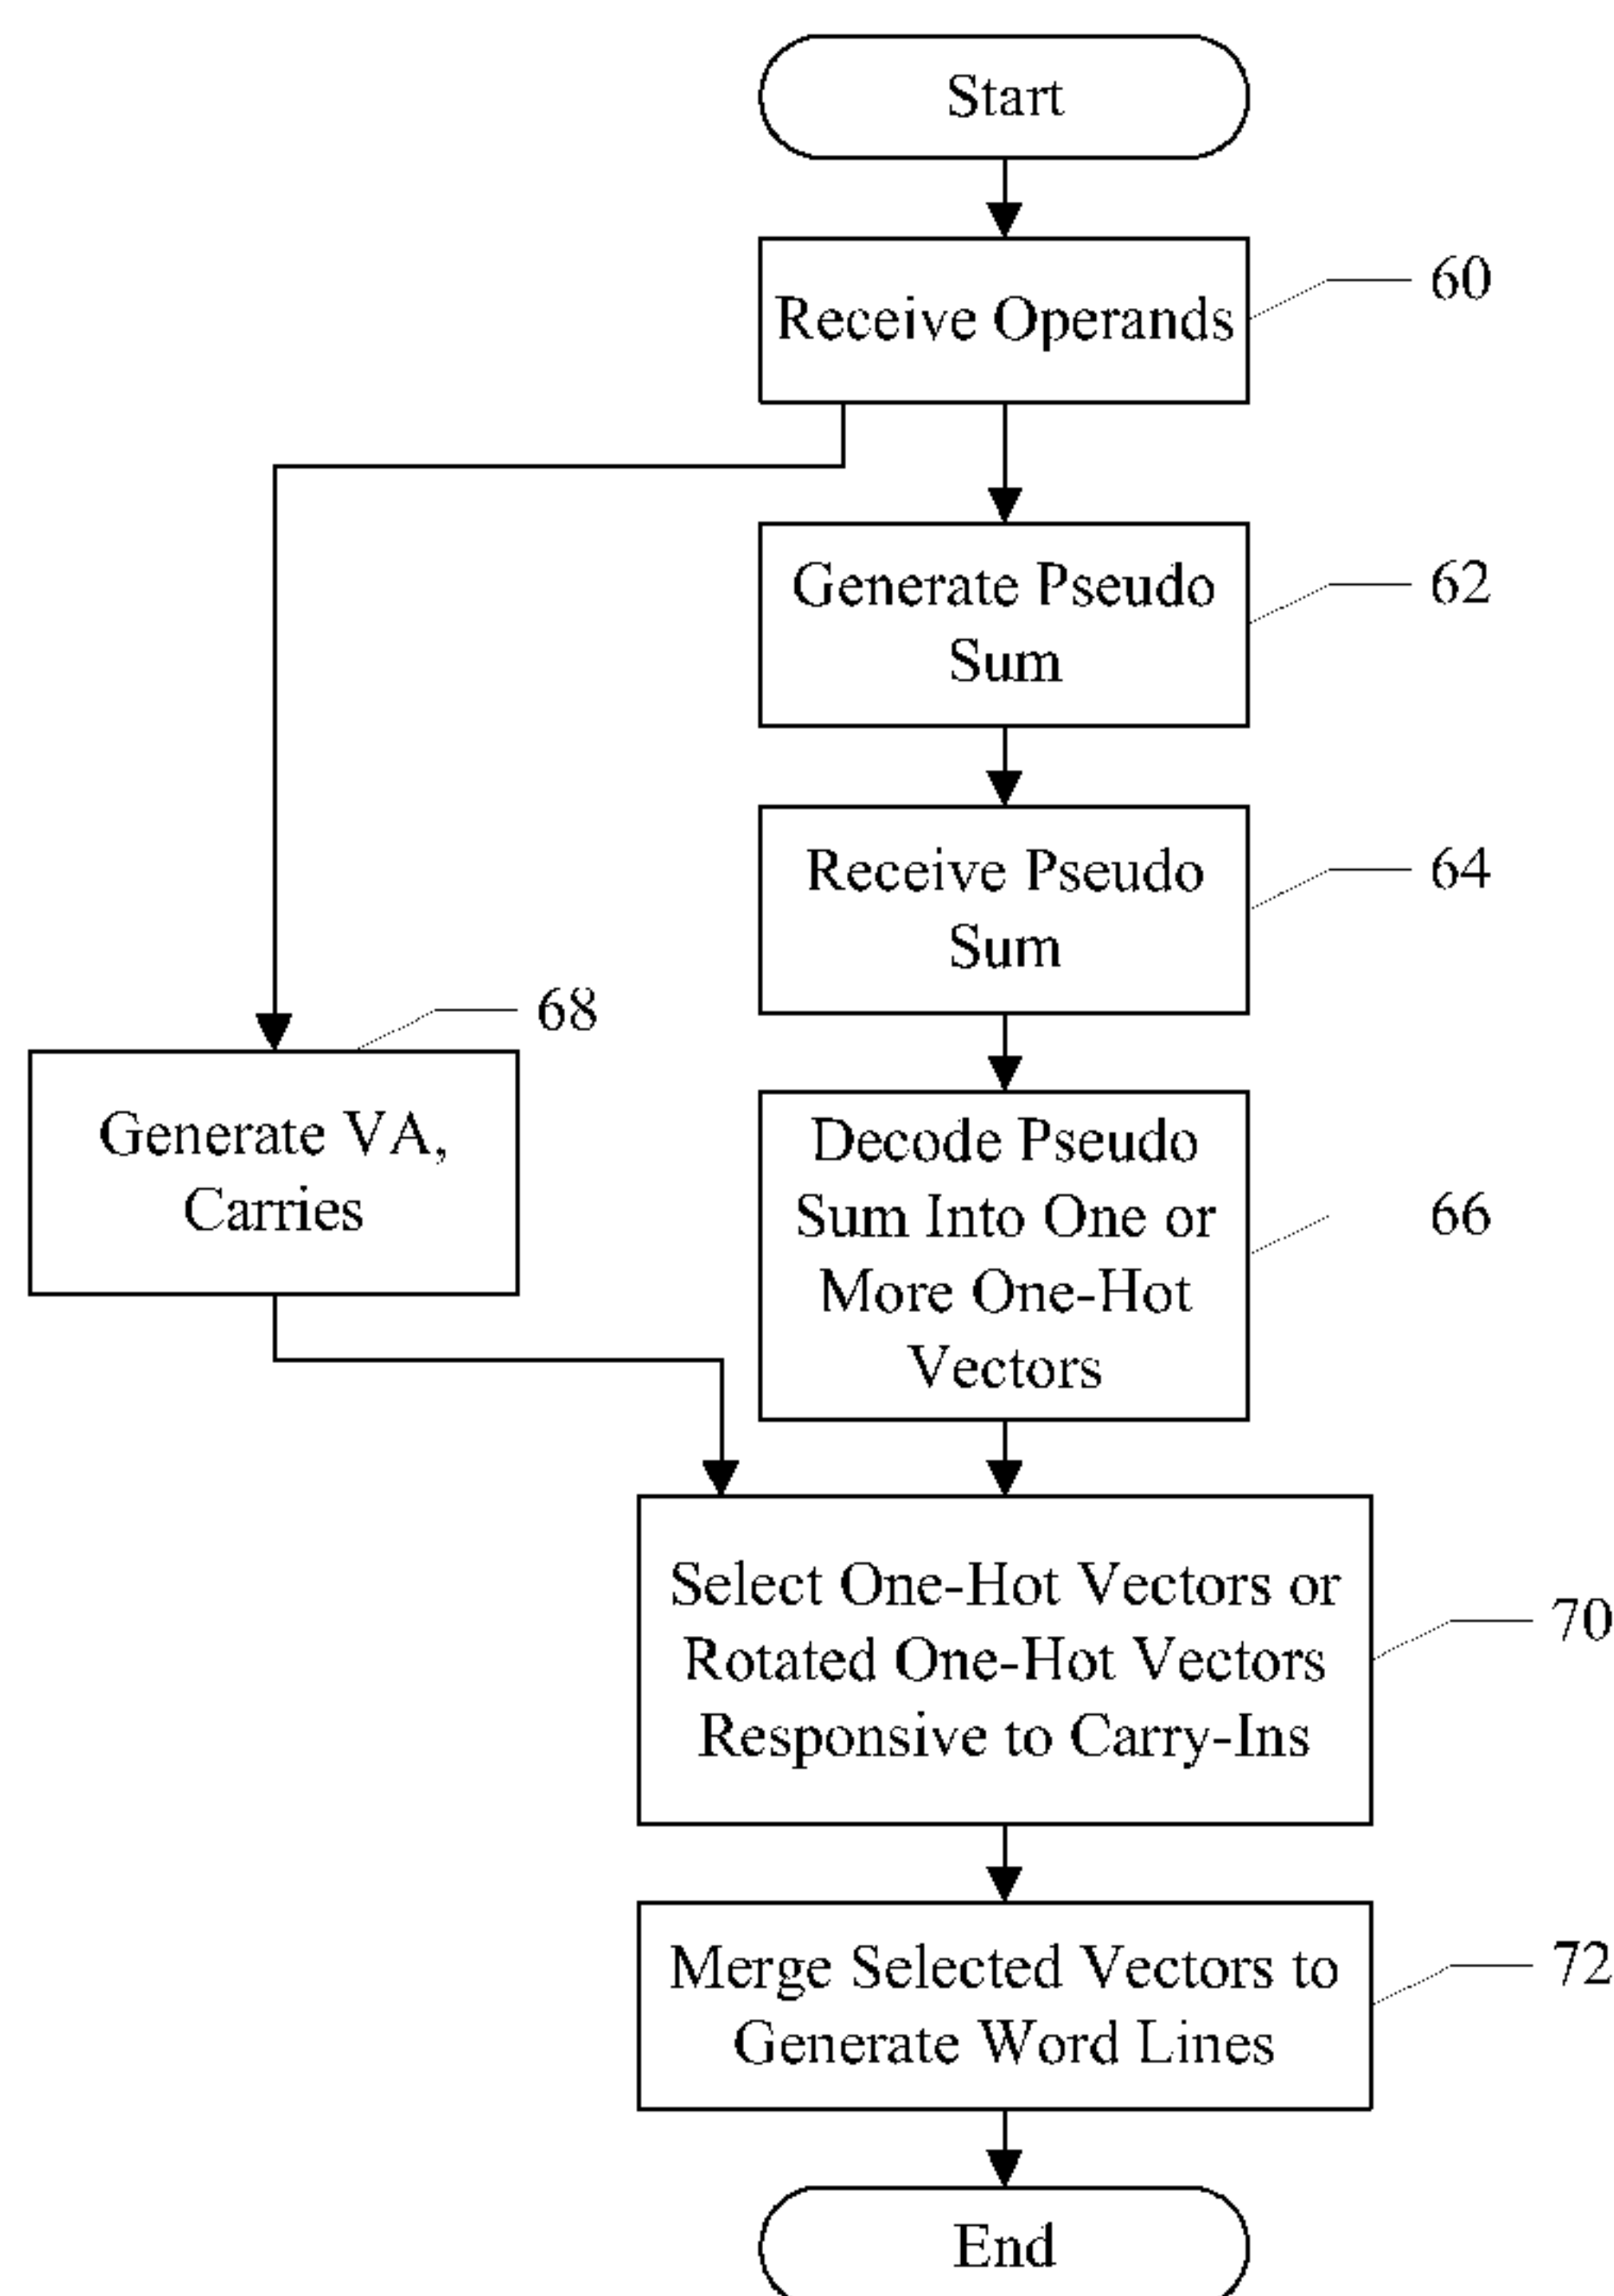 Start
Receive Operands
60
Generate Pseudo
Sum
62
Receive Pseudo
Sum
64
68
Generate VA,
Carries
Decode Pseudo
Sum Into One or
More One-Hot
Vectors
66
Select One-Hot Vectors or
Rotated One-Hot Vectors
Responsive to Carry-Ins
70
Merge Selected Vectors to
Generate Word Lines
72
End